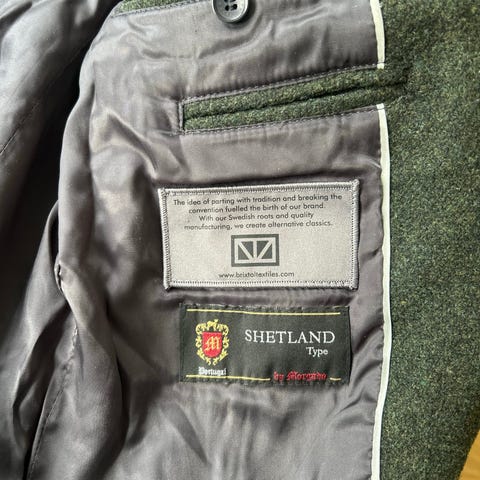 The idea of parting with tradition and breaking the
convention fuelled the birth of our brand.
With our Swedish roots and quality
manufacturing, we create alternative classics.
www.brixtoltextiles.com
SHETLAND
Type
M
Portugal
by Morgado